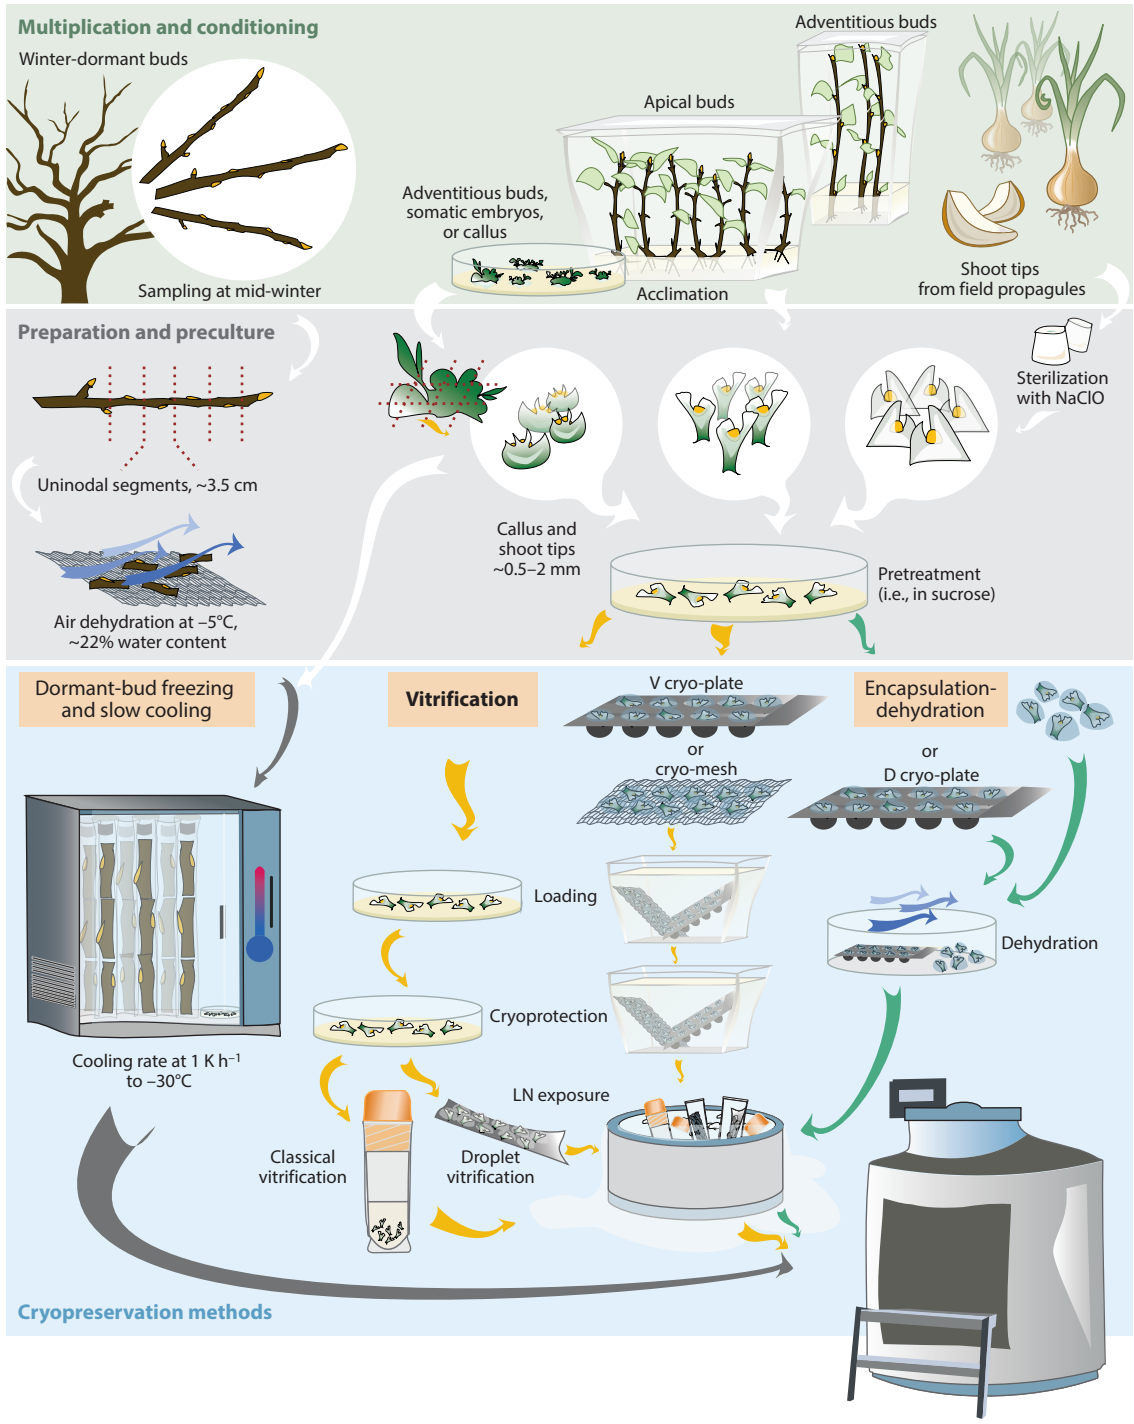 Multiplication and conditioning
Winter-dormant buds
Sampling at mid-winter
Adventitious buds,
somatic embryos,
or callus
Apical buds
Acclimation
Adventitious buds
Shoot tips
from field propagules
Preparation and preculture
Uninodal segments, ~3.5 cm
Air dehydration at –5°C,
~22% water content
Sterilization
with NaClO
Callus and
shoot tips
~0.5–2 mm
Pretreatment
(i.e., in sucrose)
Dormant-bud freezing
and slow cooling
Vitrification
V cryo-plate
or
cryo-mesh
Encapsulation-
dehydration
or
D cryo-plate
Loading
Dehydration
Cryoprotection
Cooling rate at 1 K h–1
to –30°C
LN exposure
Classical
vitrification
Droplet
vitrification
Cryopreservation methods